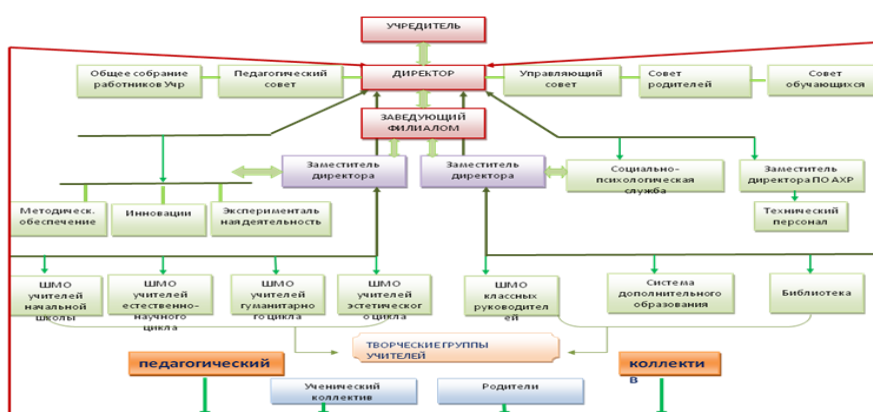 УЧРЕДИТЕЛЬ
Общее собрание
работников Учр
Педагогический
совет
ДИРЕКТОР
Управляющий
совет
Совет
родителей
Совет
обучающихся
ЗАВЕДУЮЩИЙ
ФИЛИАЛОМ
Заместитель
директора
Заместитель
директора
Социально-
психологическая
служба
Заместитель
директора ПО АХР
Методическ.
обеспечение
Инновации
Эксперименталь
ная деятельность
Технический
персонал
ШМО
учителей
начальной
школы
ШМО
учителей
естественно-
научного
цикла
ШМО
учителей
гуманитарно
го цикла
ШМО
учителей
эстетическог
о цикла
ШМО
классных
руководител
ей
Система
дополнительного
образования
Библиотека
ТВОРЧЕСКИЕ ГРУППЫ
УЧИТЕЛЕЙ
педагогический
коллекти
в
Ученический
коллектив
Родители